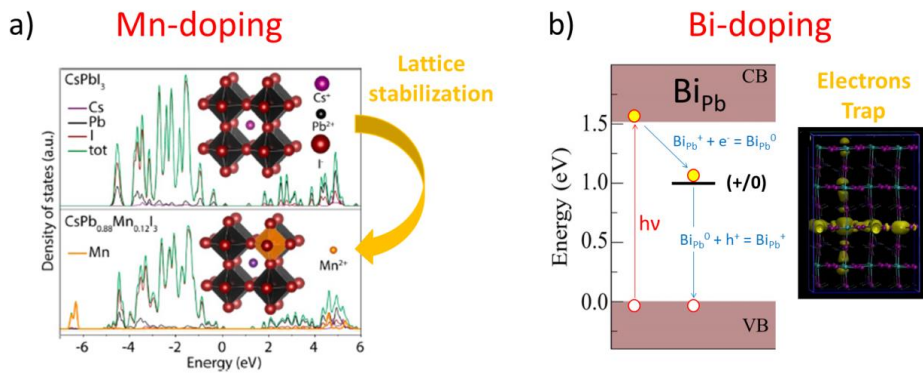 a) Mn-doping
CsPbI3
Cs
Pb
I
tot
Cs+
Pb2+
I-
Lattice
stabilization
CsPb0.88Mn0.12I3
Mn
Mn2+
Density of states (a.u.)
-6 -4 -2 0 2 4 6
Energy (eV)
b) Bi-doping
CB
BiPb
1.5
1.0
0.5
0.0
Energy (eV)
BiPb+ + e- = BiPb0
(+/0)
hν
BiPb0 + h+ = BiPb+
VB
Electrons
Trap